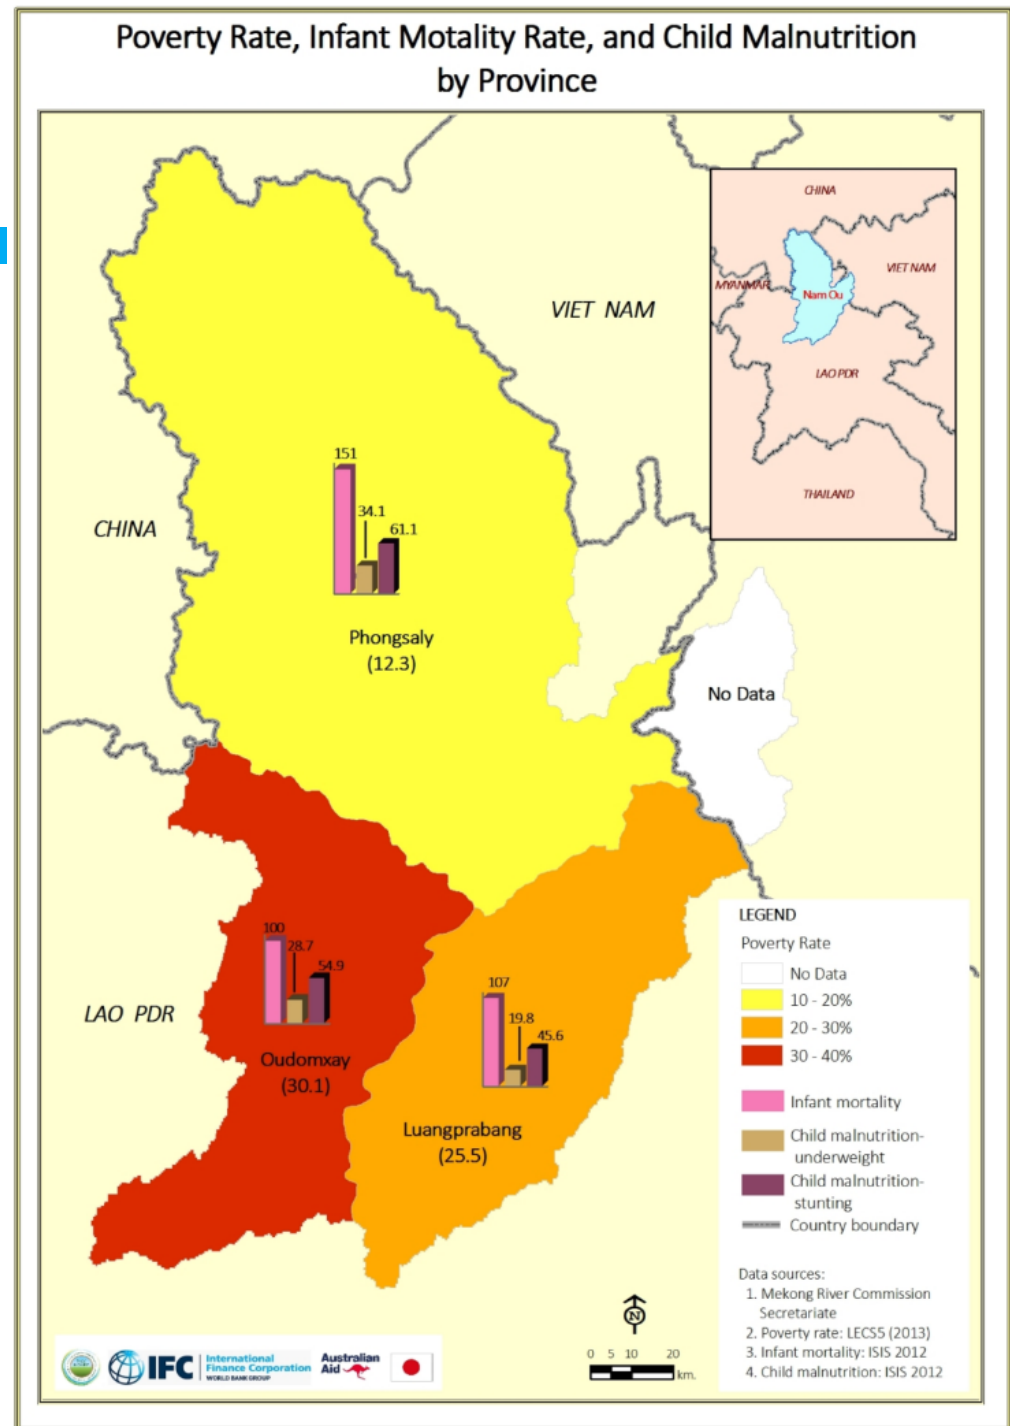 Poverty Rate, Infant Motality Rate, and Child Malnutrition
by Province
CHINA
VIET NAM
MYANMAR
Nam Ou
LAO PDR
THAILAND
VIET NAM
CHINA
151
34.1
61.1
Phongsaly
(12.3)
No Data
100
28.7
54.9
Oudomxay
(30.1)
LAO PDR
107
19.8
45.6
Luangprabang
(25.5)
LEGEND
Poverty Rate
No Data
10 - 20%
20 - 30%
30 - 40%
Infant mortality
Child malnutrition-
underweight
Child malnutrition-
stunting
Country boundary
Data sources:
1. Mekong River Commission
Secretariate
2. Poverty rate: LECS5 (2013)
3. Infant mortality: ISIS 2012
4. Child malnutrition: ISIS 2012
N
0 5 10 20
km.
IFC
International
Finance Corporation
WORLD BANK GROUP
Australian
Aid